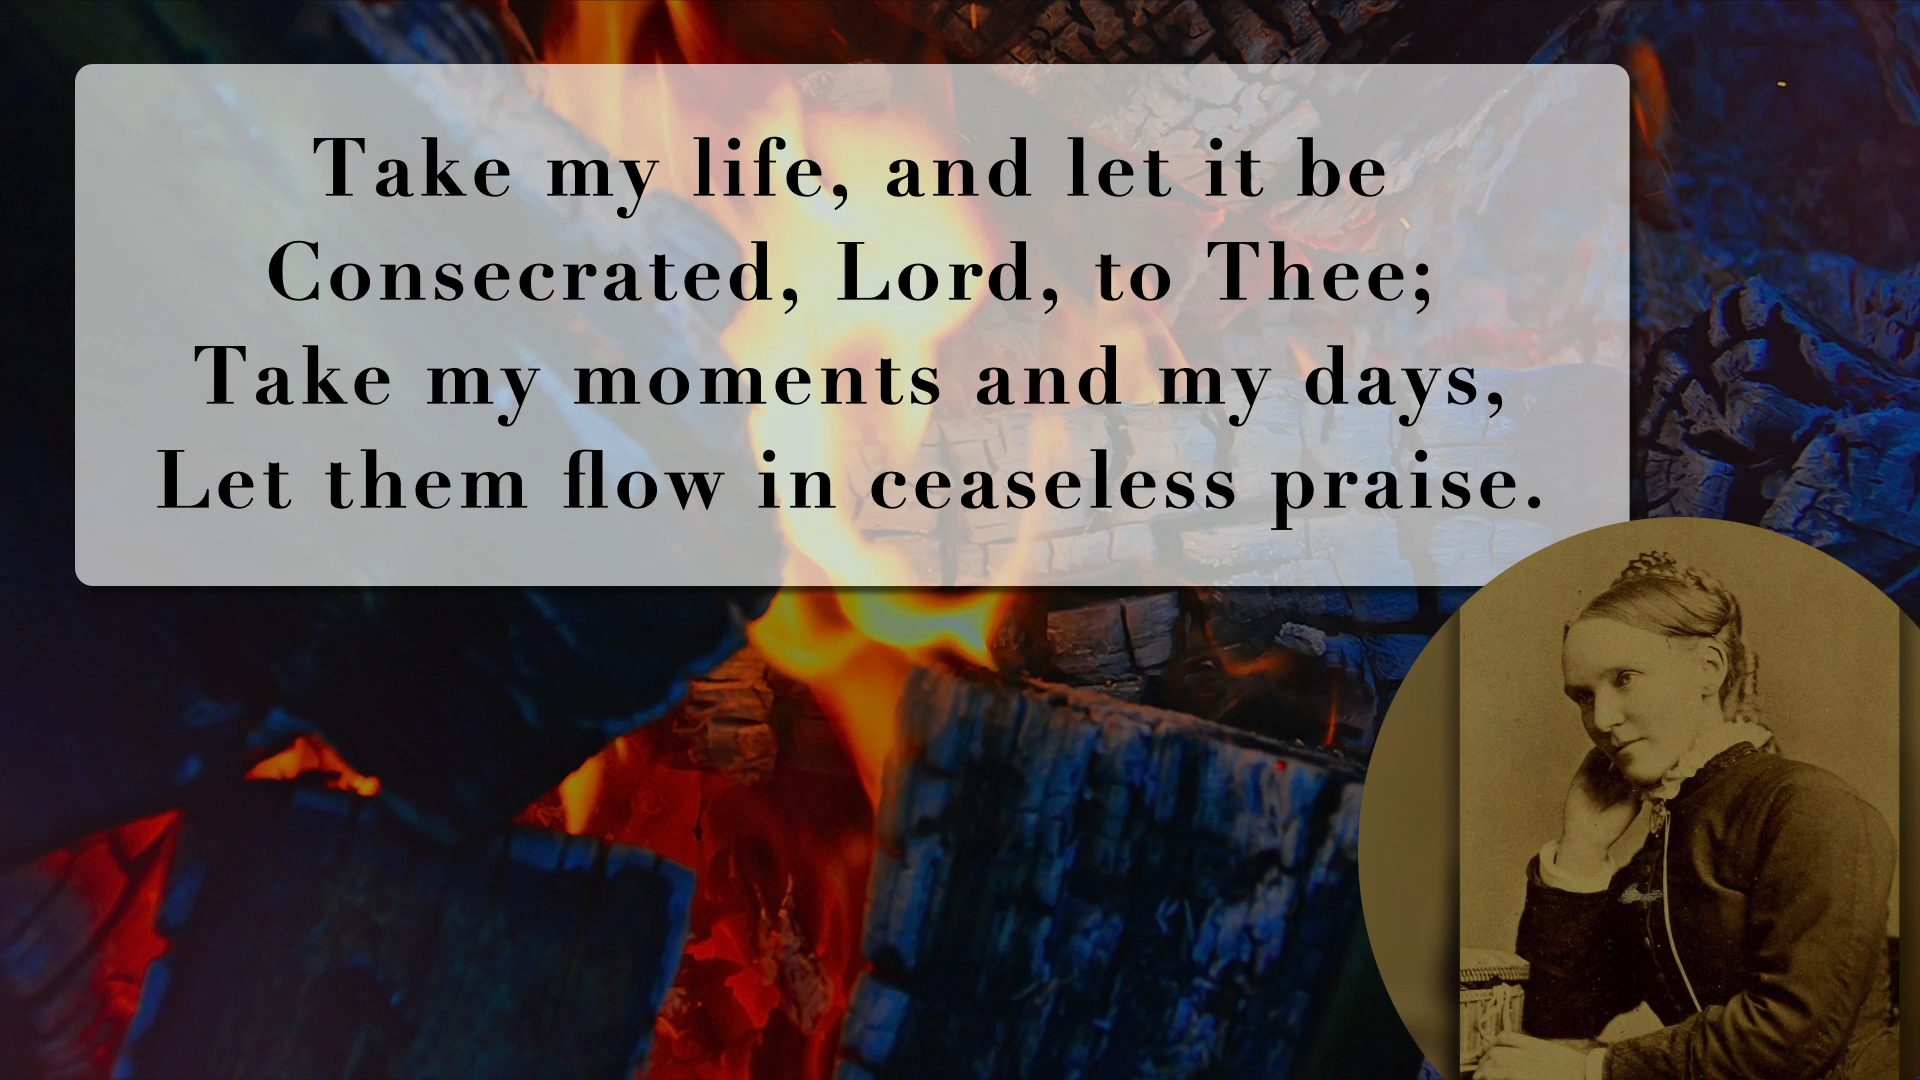 Take my life, and let it be
Consecrated, Lord, to Thee;
Take my moments and my days,
Let them flow in ceaseless praise.